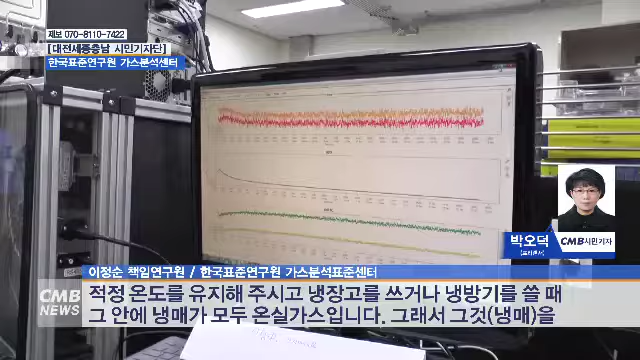 제보 070-8110-7422
[대전세종충남 시민기자단]
한국표준연구원 가스분석센터
박오덕
CMB시민기자
이정순 책임연구원 / 한국표준연구원 가스분석표준센터
CMB NEWS
적정 온도를 유지해 주시고 냉장고를 쓰거나 냉방기를 쓸 때
그 안에 냉매가 모두 온실가스입니다. 그래서 그것(냉매)을